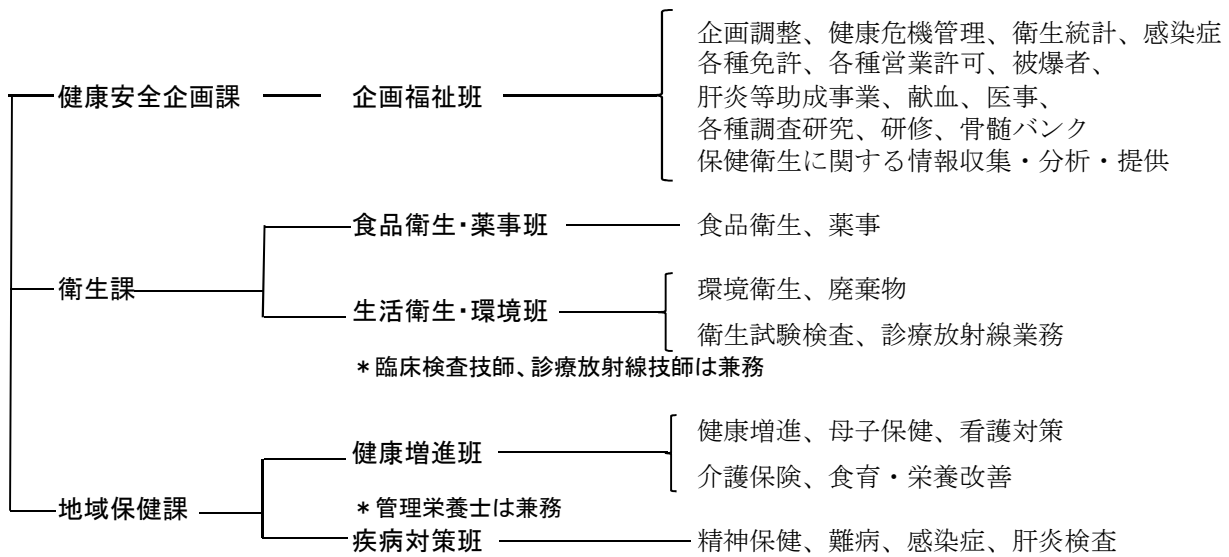 企画調整、健康危機管理、衛生統計、感染症
各種免許、各種営業許可、被爆者、
健康安全企画課 企画福祉班 肝炎等助成事業、献血、医事、
各種調査研究、研修、骨髄バンク
保健衛生に関する情報収集・分析・提供
食品衛生・薬事班 食品衛生、薬事
衛生課 環境衛生、廃棄物
生活衛生・環境班
衛生試験検査、診療放射線業務
＊臨床検査技師、診療放射線技師は兼務
健康増進、母子保健、看護対策
健康増進班
介護保険、食育・栄養改善
地域保健課 ＊管理栄養士は兼務
疾病対策班 精神保健、難病、感染症、肝炎検査